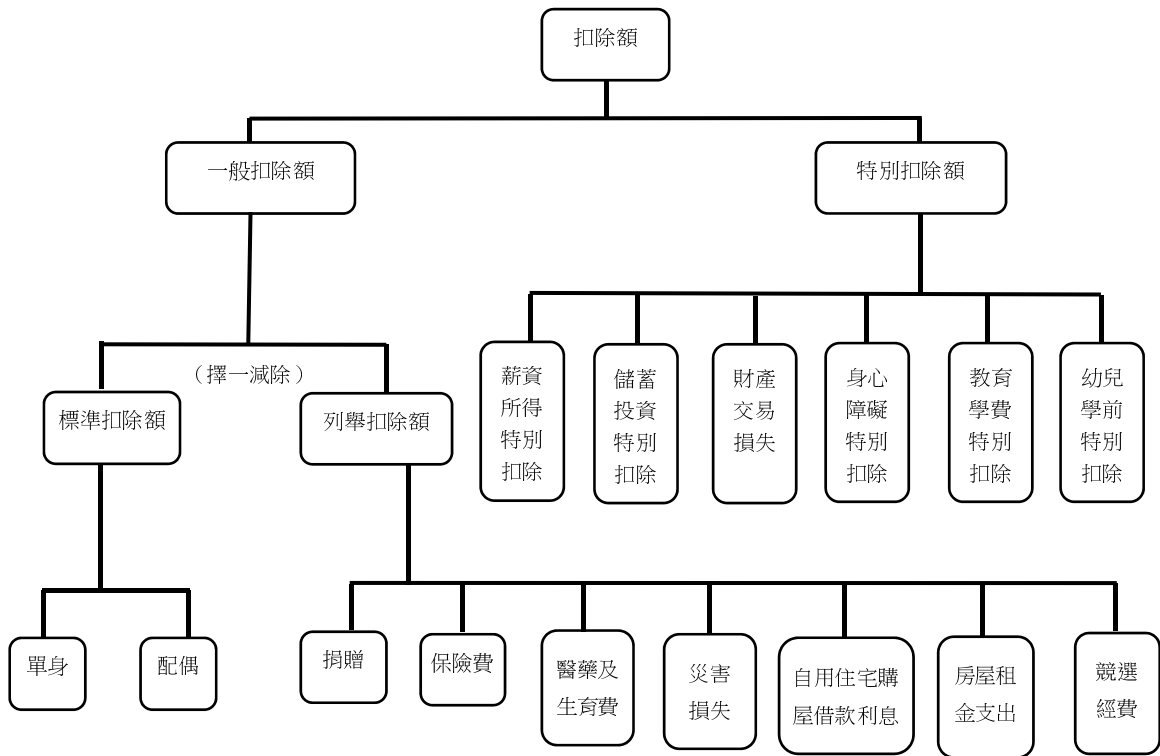 扣除額
一般扣除額
特別扣除額
（擇一減除）
標準扣除額
列舉扣除額
薪資
所得
特別
扣除
儲蓄
投資
特別
扣除
財產
交易
損失
身心
障礙
特別
扣除
教育
學費
特別
扣除
幼兒
學前
特別
扣除
單身
配偶
捐贈
保險費
醫藥及
生育費
災害
損失
自用住宅購
屋借款利息
房屋租
金支出
競選
經費